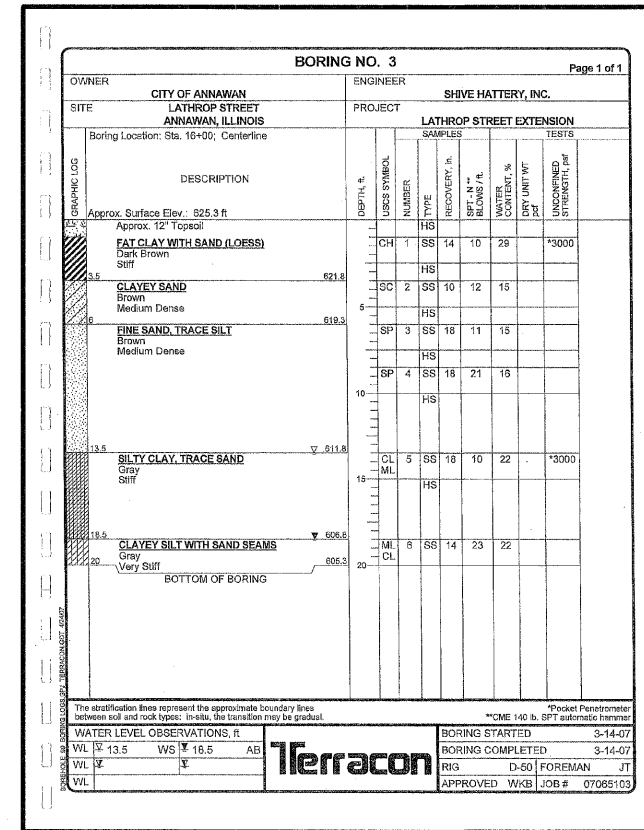 BORING NO. 3
Page 1 of 1
OWNER
CITY OF ANNAWAN
ENGINEER
SHIVE HATTERY, INC.
SITE
LATHROP STREET
ANNAWAN, ILLINOIS
PROJECT
LATHROP STREET EXTENSION
Boring Location: Sta. 16+00; Centerline
SAMPLES
TESTS
GRAPHIC LOG
DESCRIPTION
DEPTH, ft.
USCS SYMBOL
NUMBER
TYPE
RECOVERY, in.
SPT - N **
BLOWS / ft.
WATER
CONTENT, %
DRY UNIT WT
pcf
UNCONFINED
STRENGTH, psf
Approx. Surface Elev.: 625.3 ft
Approx. 12" Topsoil
HS
FAT CLAY WITH SAND (LOESS)
CH 1 SS 14 10 29 *3000
Dark Brown
Stiff
HS
3.5 621.8
CLAYEY SAND
SC 2 SS 10 12 15
Brown
Medium Dense
5
HS
6 619.3
FINE SAND, TRACE SILT
SP 3 SS 18 11 15
Brown
Medium Dense
HS
SP 4 SS 18 21 16
10
HS
13.5 611.8
SILTY CLAY, TRACE SAND
CL 5 SS 18 10 22 *3000
Gray
ML
Stiff
15
HS
18.5 606.8
CLAYEY SILT WITH SAND SEAMS
ML 6 SS 14 23 22
Gray
CL
20 Very Stiff 605.3
20
BOTTOM OF BORING
BOREHOLE 99 BORING LOGS.GPJ TERRACON.GDT 4/24/07
The stratification lines represent the approximate boundary lines
between soil and rock types: in-situ, the transition may be gradual.
*Pocket Penetrometer
**CME 140 lb. SPT automatic hammer
WATER LEVEL OBSERVATIONS, ft
WL 13.5 WS 18.5 AB
WL
WL
Terracon
BORING STARTED 3-14-07
BORING COMPLETED 3-14-07
RIG D-50 FOREMAN JT
APPROVED WKB JOB # 07065103